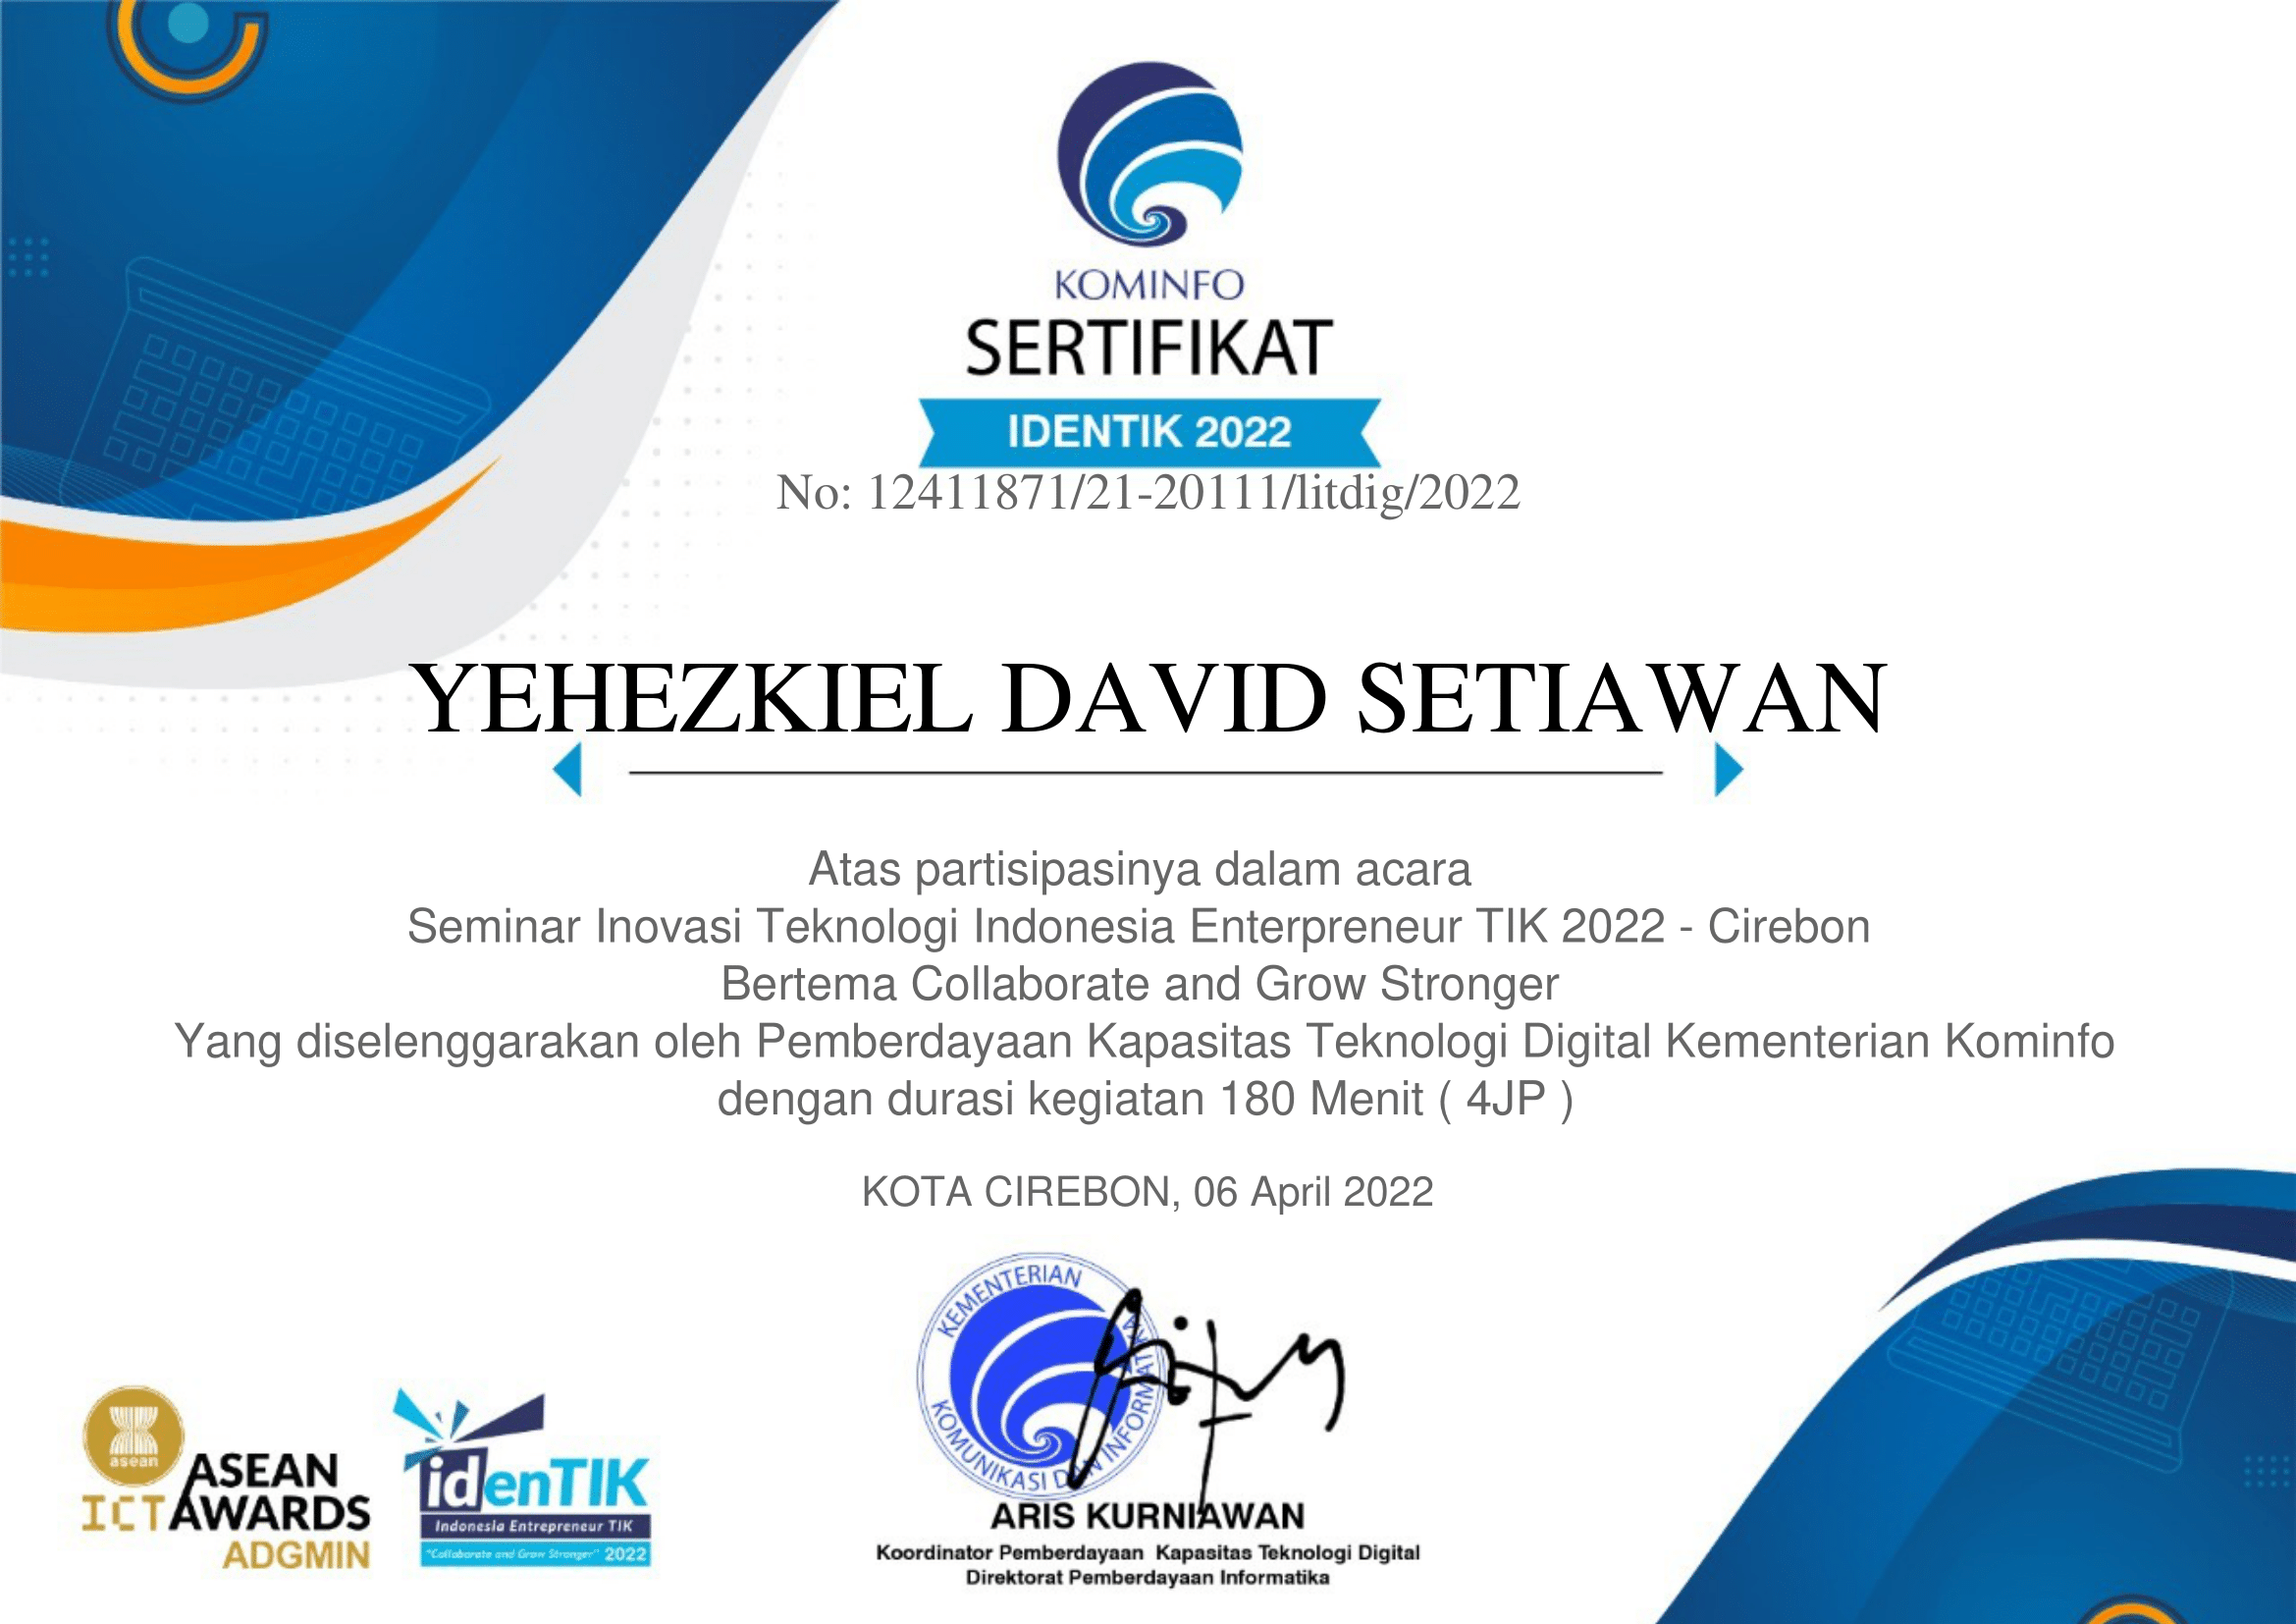 KOMINFO
SERTIFIKAT
IDENTIK 2022
No: 12411871/21-20111/litdig/2022
YEHEZKIEL DAVID SETIAWAN
Atas partisipasinya dalam acara
Seminar Inovasi Teknologi Indonesia Enterpreneur TIK 2022 - Cirebon
Bertema Collaborate and Grow Stronger
Yang diselenggarakan oleh Pemberdayaan Kapasitas Teknologi Digital Kementerian Kominfo
dengan durasi kegiatan 180 Menit ( 4JP )
KOTA CIREBON, 06 April 2022
KEMENTERIAN
KOMUNIKASI DAN INFORMATIKA
ARIS KURNIAWAN
Koordinator Pemberdayaan Kapasitas Teknologi Digital
Direktorat Pemberdayaan Informatika
asean
ASEAN
ICT AWARDS
ADGMIN
idenTIK
Indonesia Entrepreneur TIK
"Collaborate and Grow Stronger" 2022